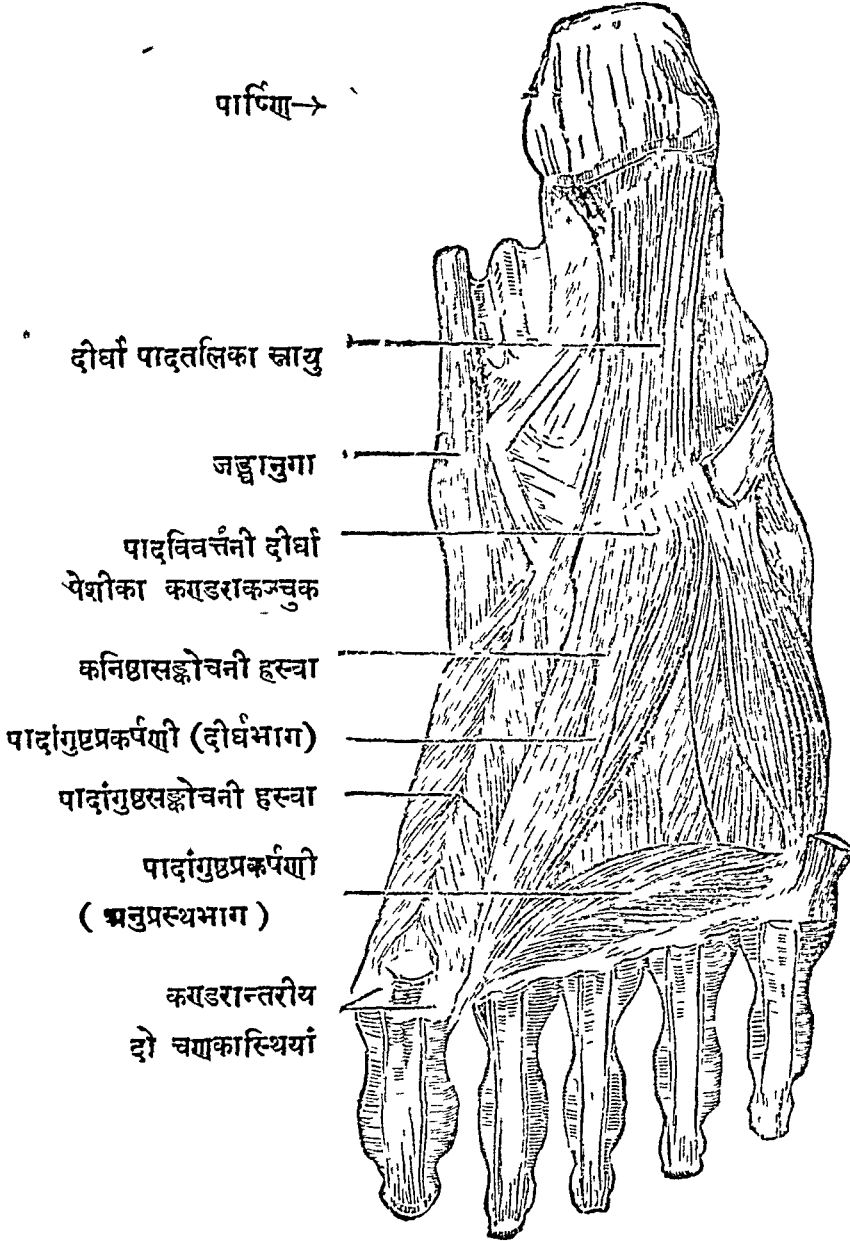 पार्ष्णि→
दीर्घा पादतलिका स्नायु
जङ्घानुगा
पादविवर्त्तनी दीर्घा
पेशीका कण्डराकञ्चुक
कनिष्ठासङ्कोचनी ह्रस्वा
पादांगुष्टप्रकर्षणी (दीर्घभाग)
पादांगुष्ठसङ्कोचनी ह्रस्वा
पादांगुष्ठप्रकर्षणी
( अनुप्रस्थभाग )
कण्डरान्तरीय
दो चणकास्थियां